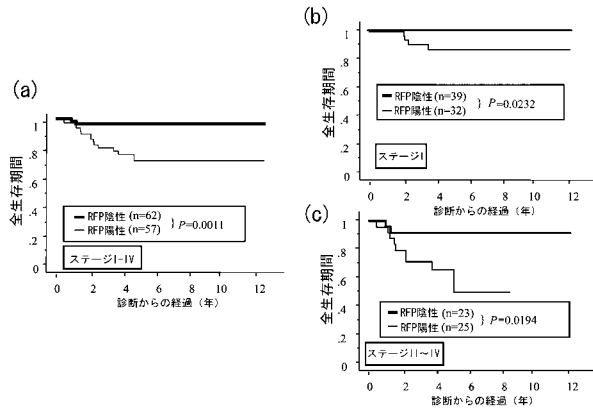 (a)
全生存期間
1
.8
.6
.4
.2
0
RFP陰性(n=62)
RFP陽性(n=57)
} P=0.0011
ステージI-IV
0 2 4 6 8 10 12
診断からの経過（年）
(b)
全生存期間
1
.8
.6
.4
.2
0
RFP陰性(n=39)
RFP陽性(n=32)
} P=0.0232
ステージI
0 2 4 6 8 10 12
診断からの経過（年）
(c)
全生存期間
1
.8
.6
.4
.2
0
RFP陰性(n=23)
RFP陽性(n=25)
} P=0.0194
ステージII～IV
0 2 4 6 8 10 12
診断からの経過（年）